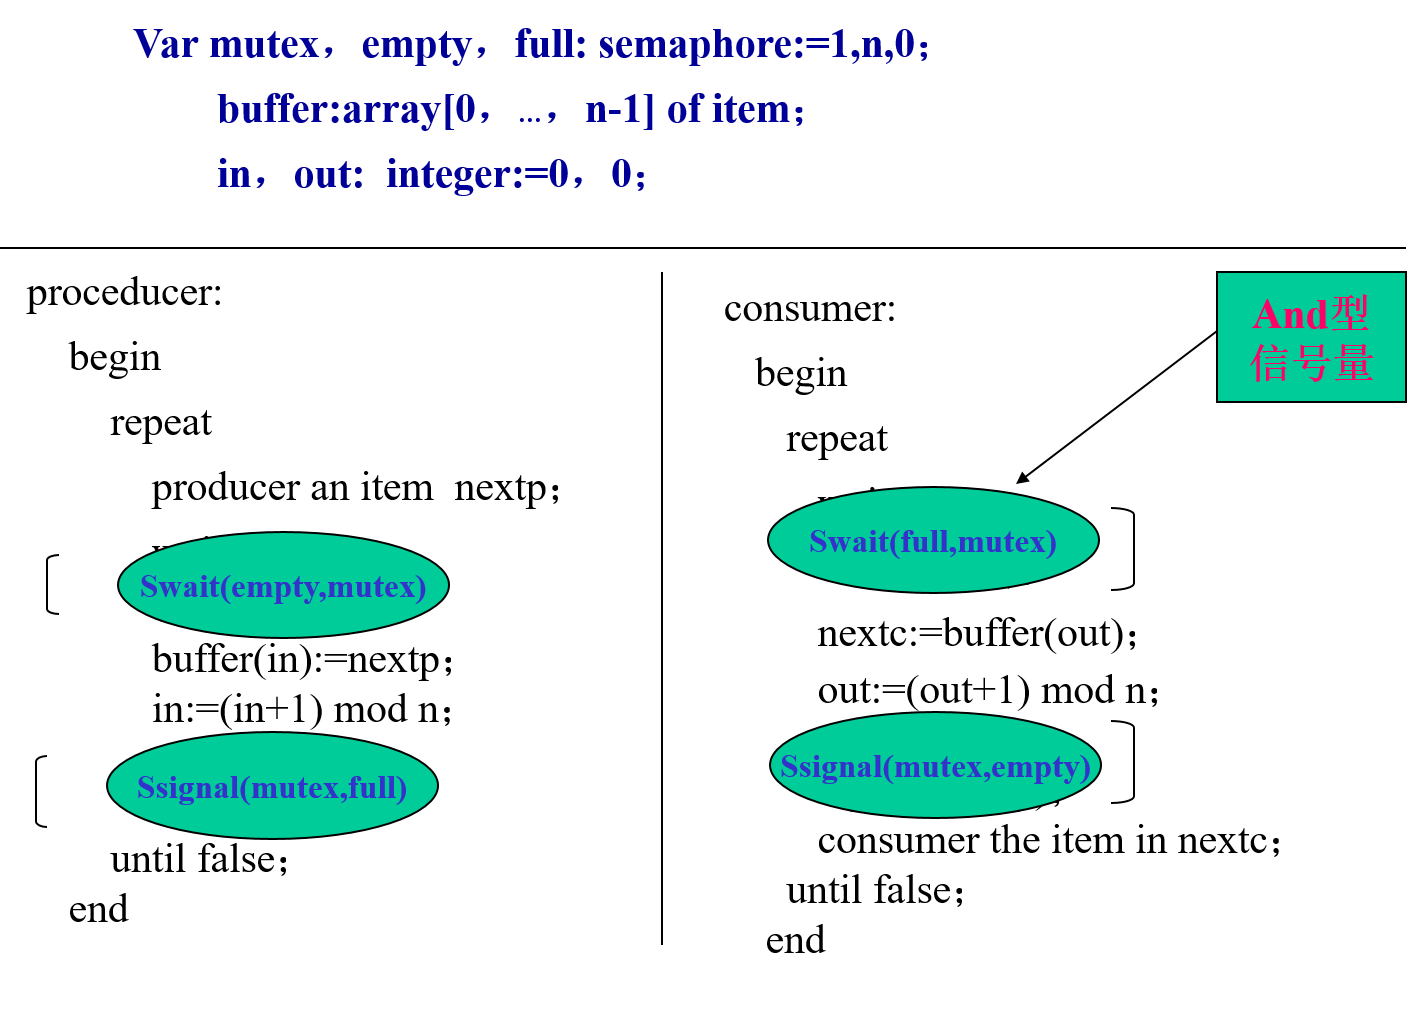 Var mutex，empty，full: semaphore:=1,n,0；
buffer:array[0，…，n-1] of item；
in，out:  integer:=0，0；
proceducer:
begin
repeat
producer an item  nextp；
Swait(empty,mutex)
buffer(in):=nextp；
in:=(in+1) mod n；
Ssignal(mutex,full)
until false；
end
consumer:
begin
repeat
Swait(full,mutex)
nextc:=buffer(out)；
out:=(out+1) mod n；
Ssignal(mutex,empty)
consumer the item in nextc；
until false；
end
And型
信号量